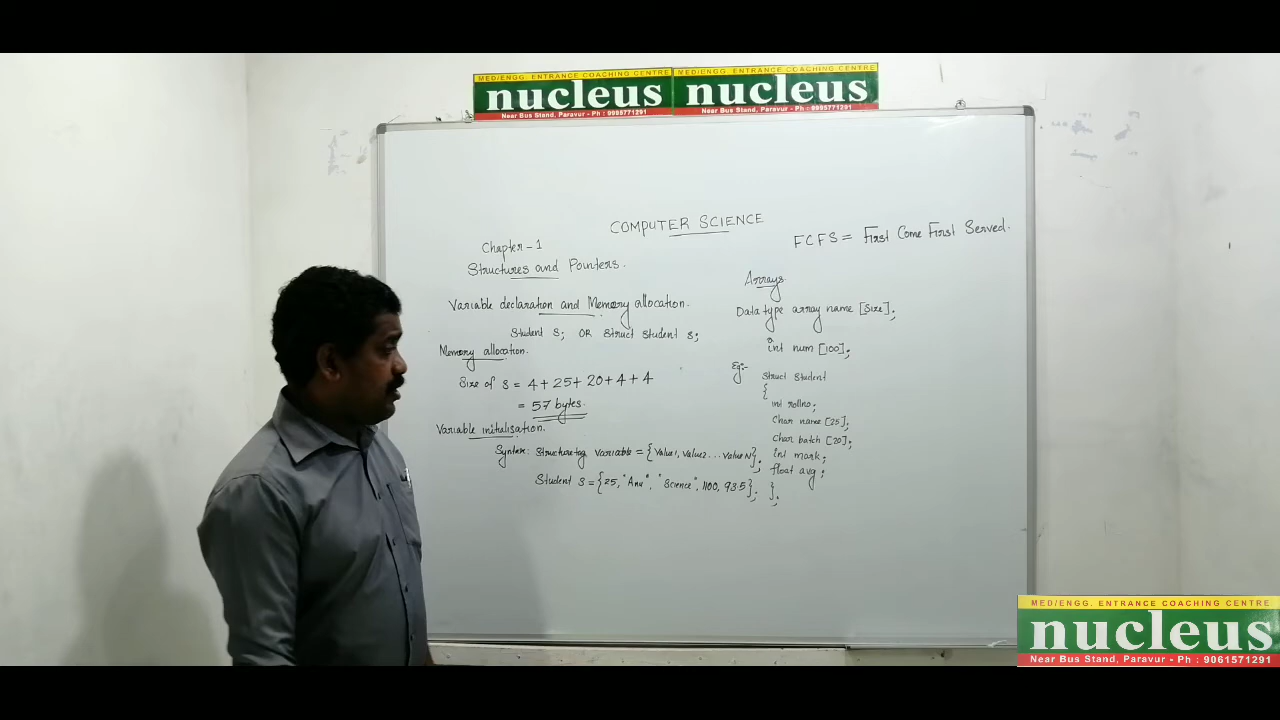 MED/ENGG. ENTRANCE COACHING CENTRE MED/ENGG. ENTRANCE COACHING CENTRE
nucleus nucleus
Near Bus Stand, Paravur - Ph : 9995771291 Near Bus Stand, Paravur - Ph : 9995771291
COMPUTER SCIENCE
FCFS = First Come First Served.
Chapter - 1
Structures and Pointers.
Variable declaration and Memory allocation.
Student s; OR struct student s;
Memory allocation.
Size of s = 4+25+20+4+4
= 57 bytes.
Variable initialisation.
Syntax: Structure tag variable = {value1, value2 ... value N};
Student s = {25, "Anu", "Science", 1100, 93.5};
Arrays
Data type array name [Size];
int num [100];
Eg:-
struct student
{
int rollno;
Char name [25];
Char batch [20];
int mark;
float avg;
};
MED/ENGG. ENTRANCE COACHING CENTRE
nucleus
Near Bus Stand, Paravur - Ph : 9061571291